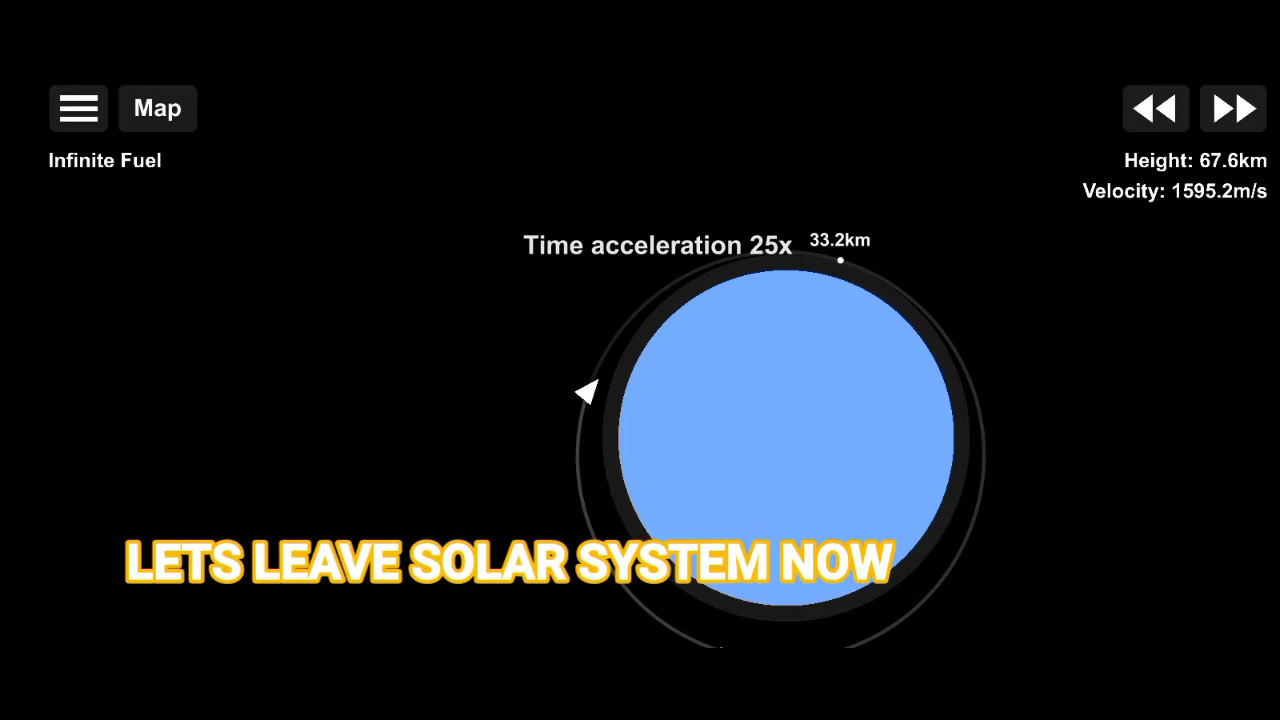 Map
Infinite Fuel
Height: 67.6km
Velocity: 1595.2m/s
Time acceleration 25x
33.2km
LETS LEAVE SOLAR SYSTEM NOW